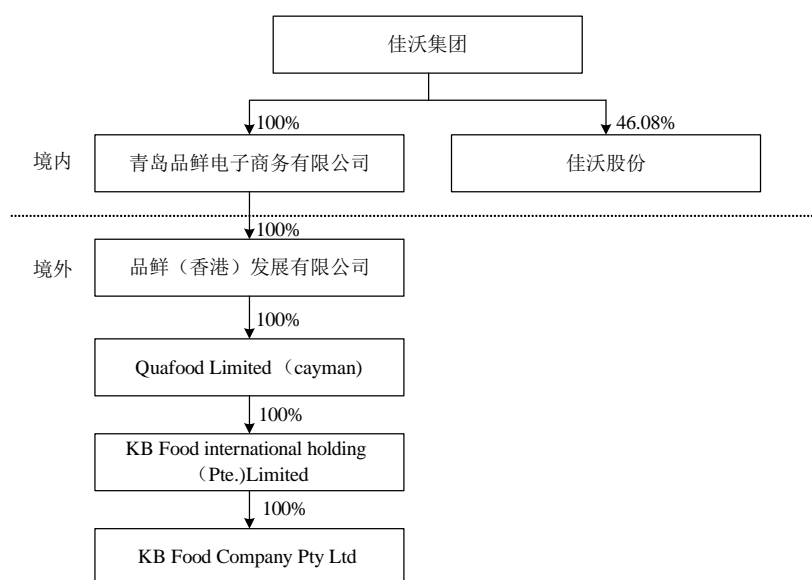 佳沃集团
100%
46.08%
境内
青岛品鲜电子商务有限公司
佳沃股份
100%
境外
品鲜（香港）发展有限公司
100%
Quafood Limited （cayman)
100%
KB Food international holding
（Pte.)Limited
100%
KB Food Company Pty Ltd